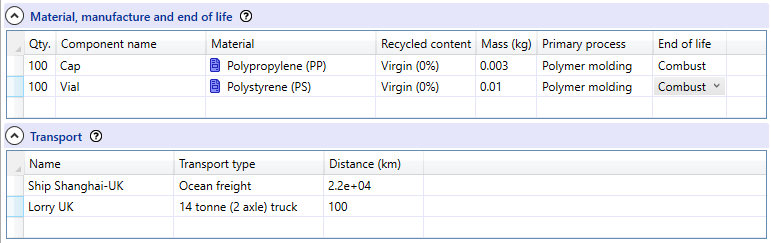 Material, manufacture and end of life
Qty. Component name Material Recycled content Mass (kg) Primary process End of life
100 Cap Polypropylene (PP) Virgin (0%) 0.003 Polymer molding Combust
100 Vial Polystyrene (PS) Virgin (0%) 0.01 Polymer molding Combust
Transport
Name Transport type Distance (km)
Ship Shanghai-UK Ocean freight 2.2e+04
Lorry UK 14 tonne (2 axle) truck 100